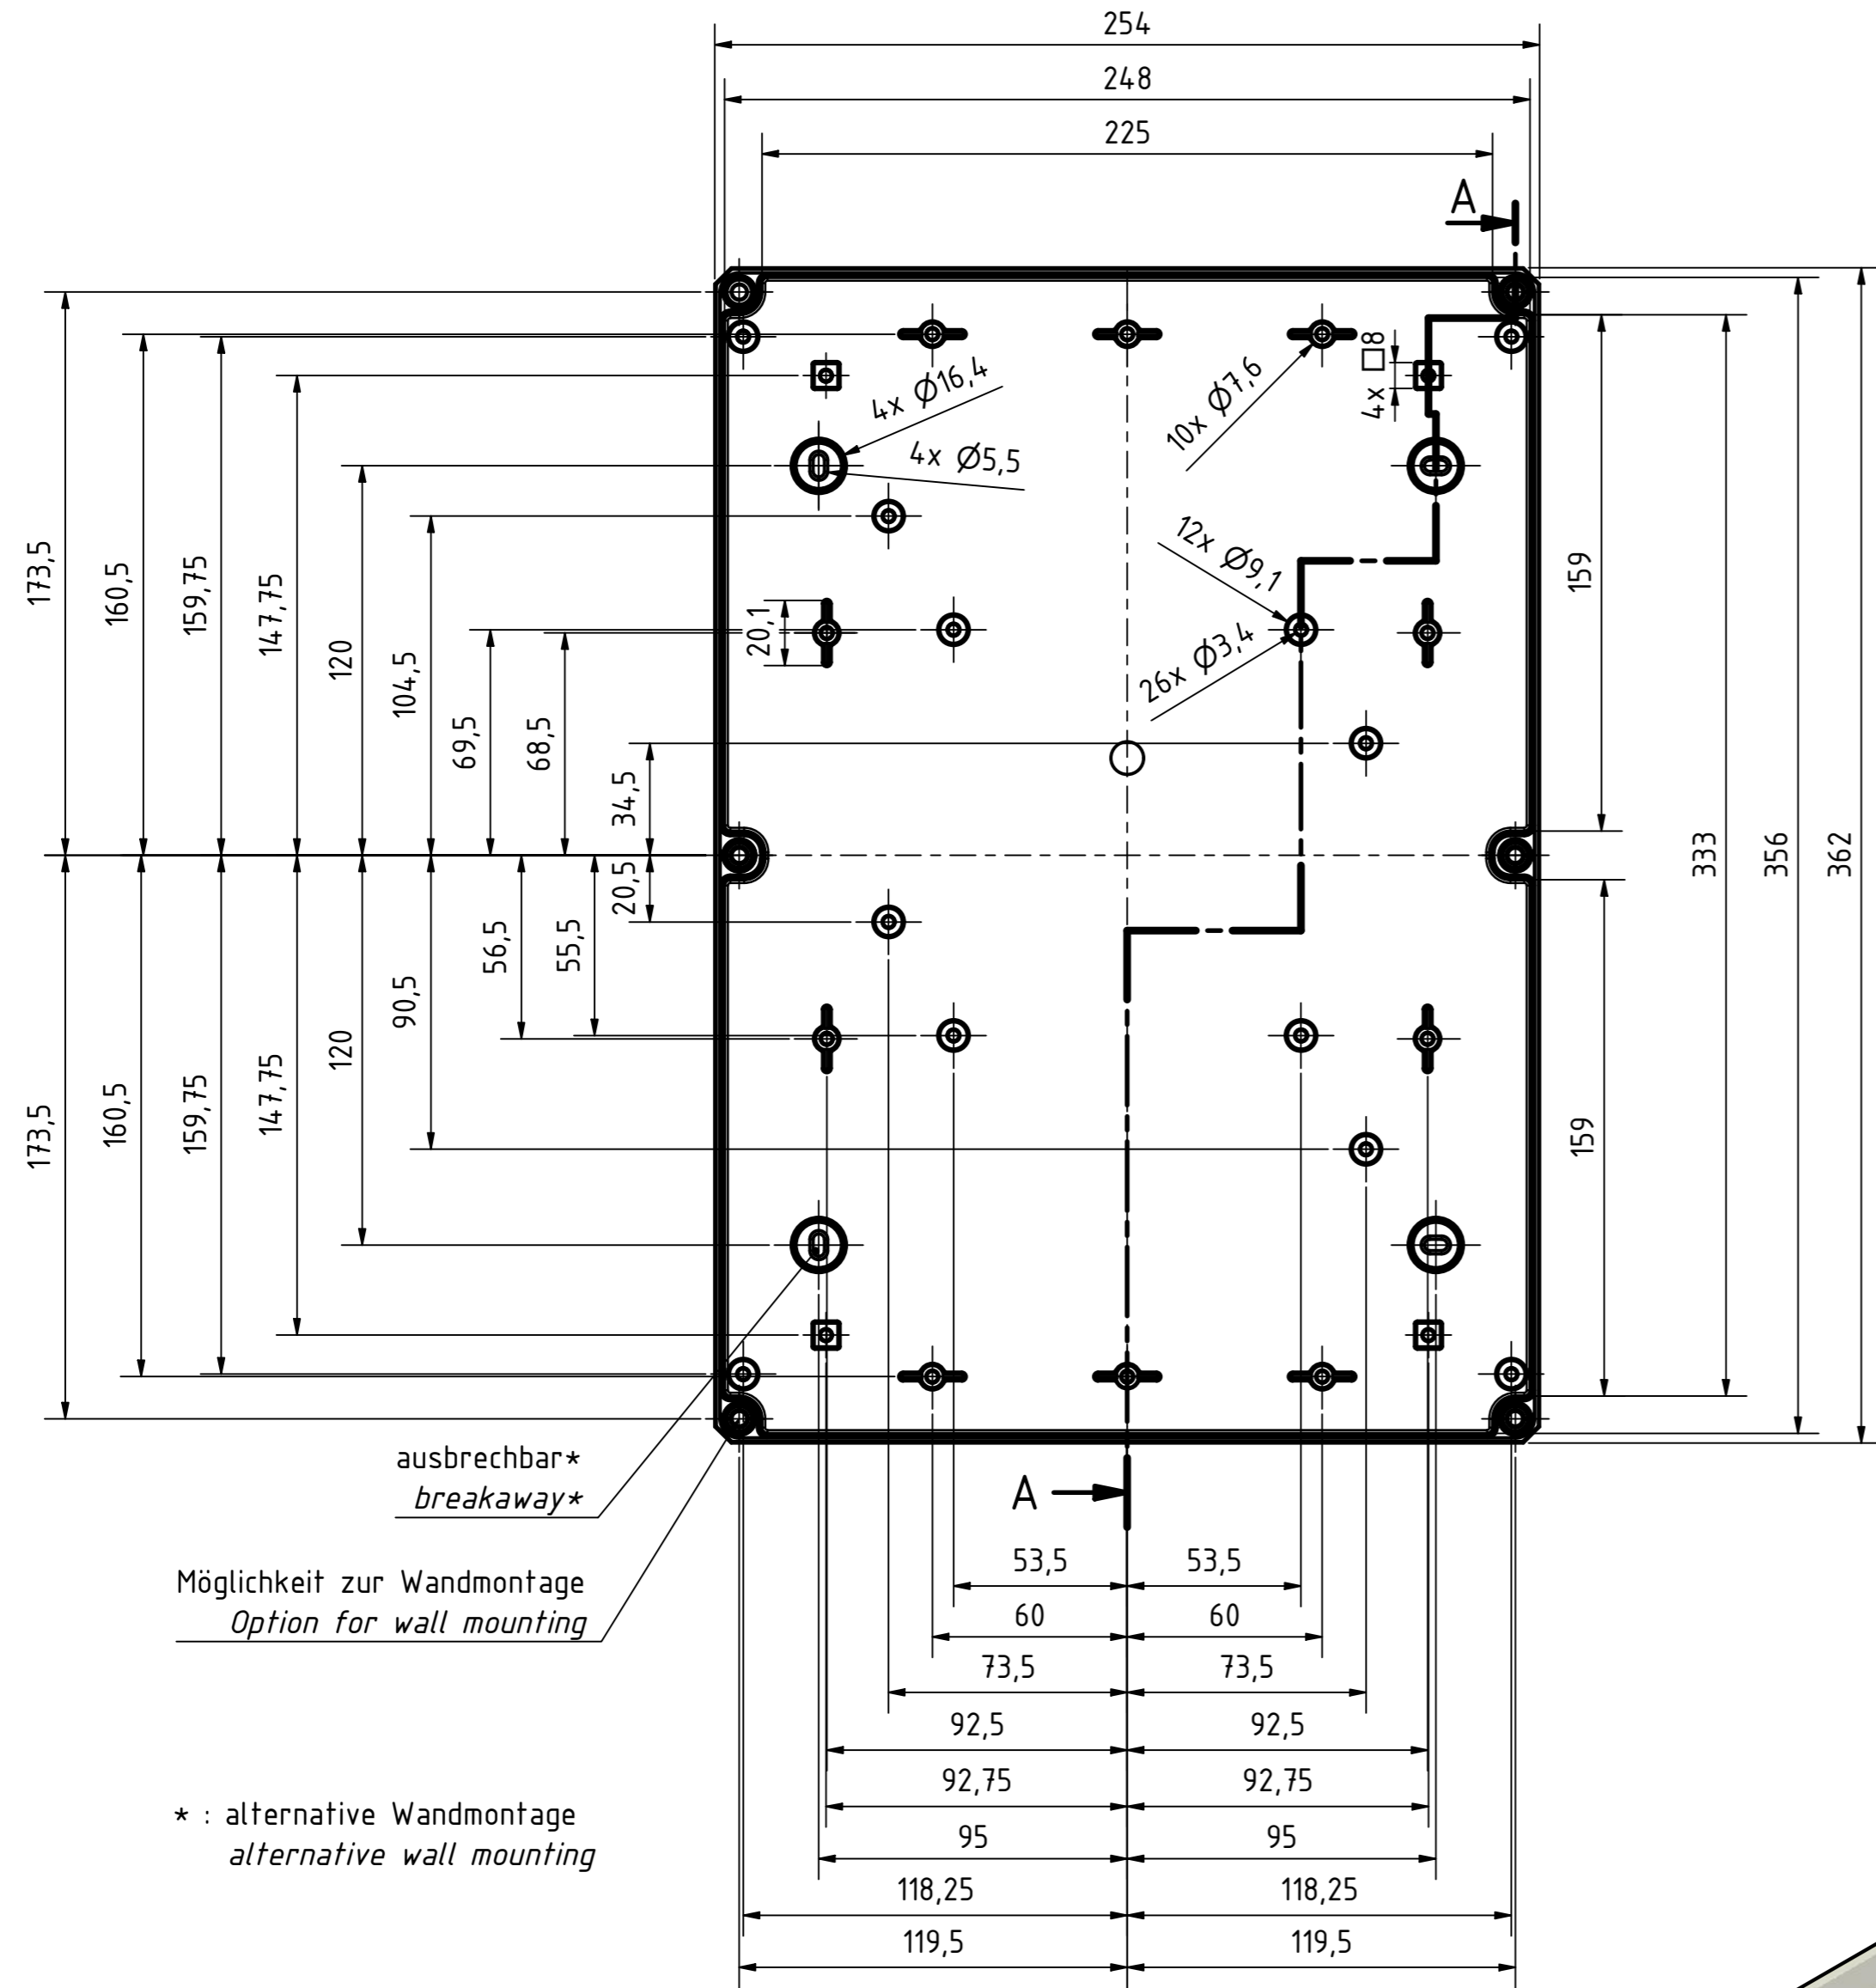 254
248
225
A
4x Ø16,4
4x Ø5,5
10x Ø7,6
4x □8
12x Ø9,1
26x Ø3,4
20,1
173,5
160,5
159,75
147,75
120
104,5
69,5
68,5
34,5
20,5
55,5
56,5
90,5
120
147,75
159,75
160,5
173,5
159
159
333
356
362
ausbrechbar*
breakaway*
A
Möglichkeit zur Wandmontage
Option for wall mounting
53,5 53,5
60 60
73,5 73,5
92,5 92,5
92,75 92,75
95 95
118,25 118,25
119,5 119,5
* : alternative Wandmontage
alternative wall mounting